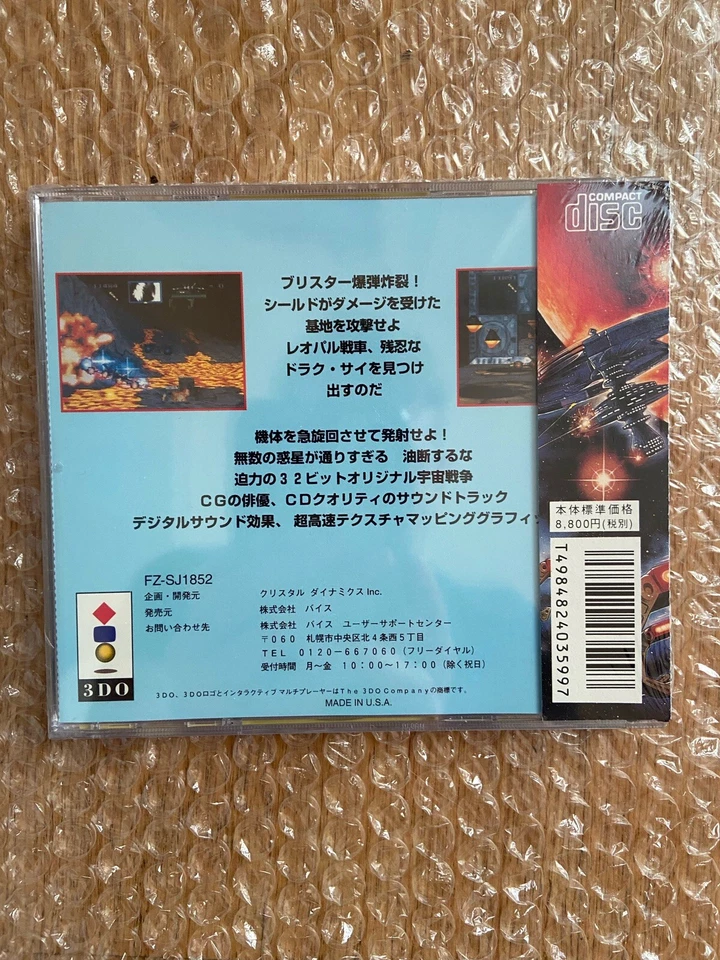 COMPACT
disc
ブリスター爆弾炸裂！
シールドがダメージを受けた
基地を攻撃せよ
レオパル戦車、残忍な
ドラク・サイを見つけ
出すのだ
機体を急旋回させて発射せよ！
無数の惑星が通りすぎる　油断するな
迫力の３２ビットオリジナル宇宙戦争
ＣＧの俳優、ＣＤクオリティのサウンドトラック
デジタルサウンド効果、超高速テクスチャマッピンググラフィッ
本体標準価格
8,800円(税別)
T4984824035997
FZ-SJ1852
企画・開発元　クリスタル ダイナミクス Inc.
発売元　株式会社　バイス
お問い合わせ先　株式会社　バイス　ユーザーサポートセンター
〒０６０　札幌市中央区北４条西５丁目
ＴＥＬ　０１２０－６６７０６０（フリーダイヤル）
受付時間　月～金　１０：００～１７：００（除く祝日）
3DO
３ＤＯ、３ＤＯロゴとインタラクティブ マルチプレーヤーはＴｈｅ ３ＤＯ Ｃｏｍｐａｎｙの商標です。
MADE IN U.S.A.